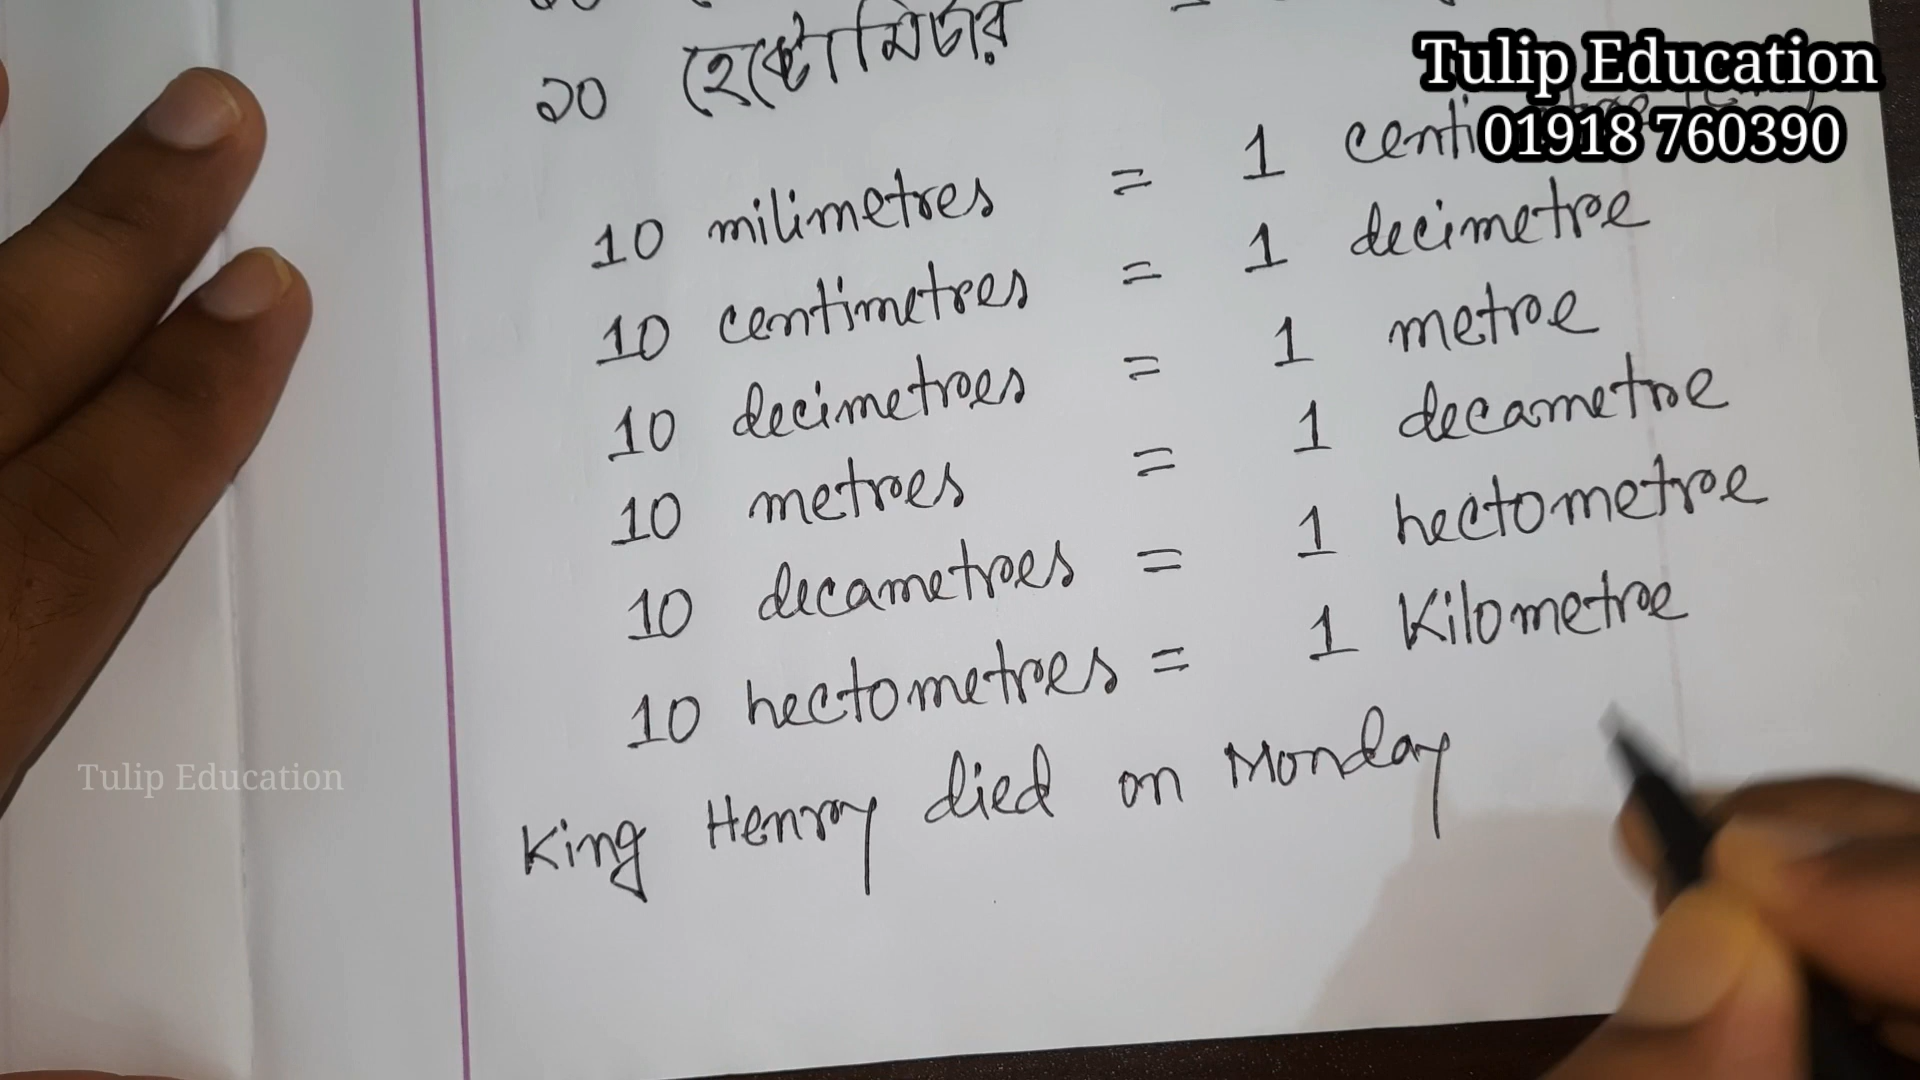 ১০ হেক্টোমিটার
Tulip Education
01918 760390
10 milimetres = 1
10 centimetres = 1 decimetre
10 decimetres = 1 metre
10 metres = 1 decametre
10 decametres = 1 hectometre
10 hectometres = 1 Kilometre
King Henry died on Monday
Tulip Education